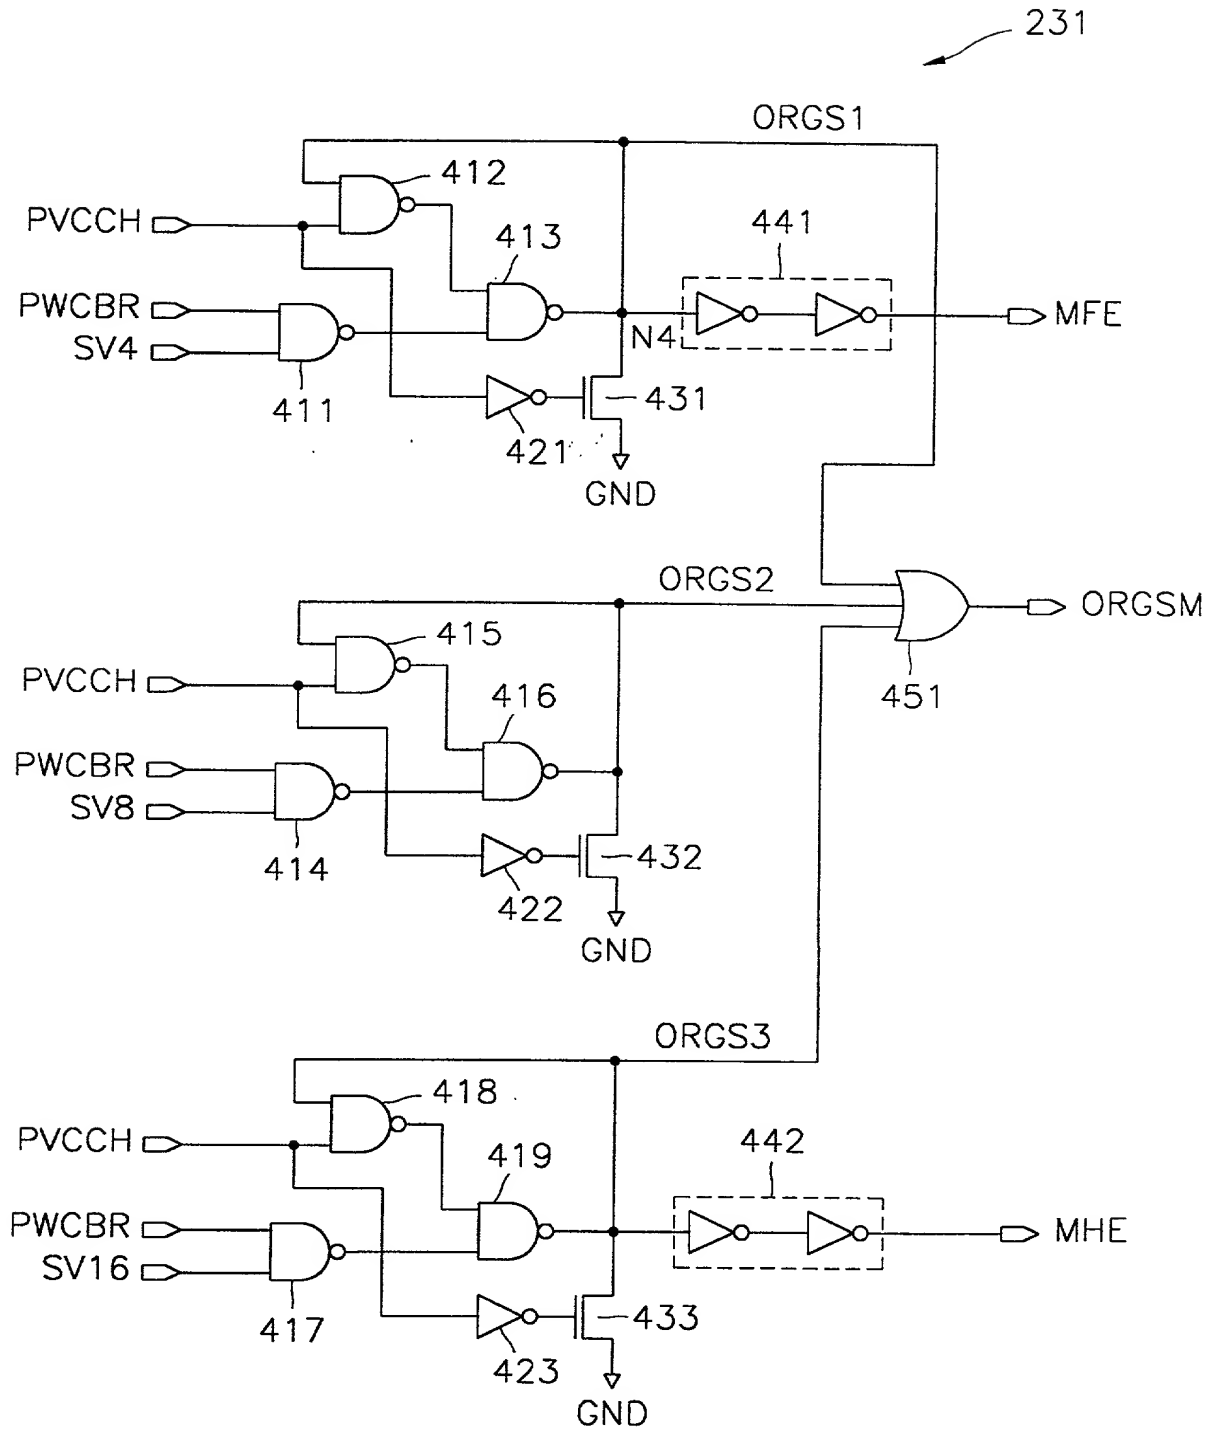 231
ORGS1
412
PVCCH
413
441
PWCBR
SV4
N4
MFE
411
421
431
GND
ORGS2
415
PVCCH
416
ORGSM
451
PWCBR
SV8
414
422
432
GND
ORGS3
418
PVCCH
419
442
PWCBR
SV16
MHE
417
423
433
GND